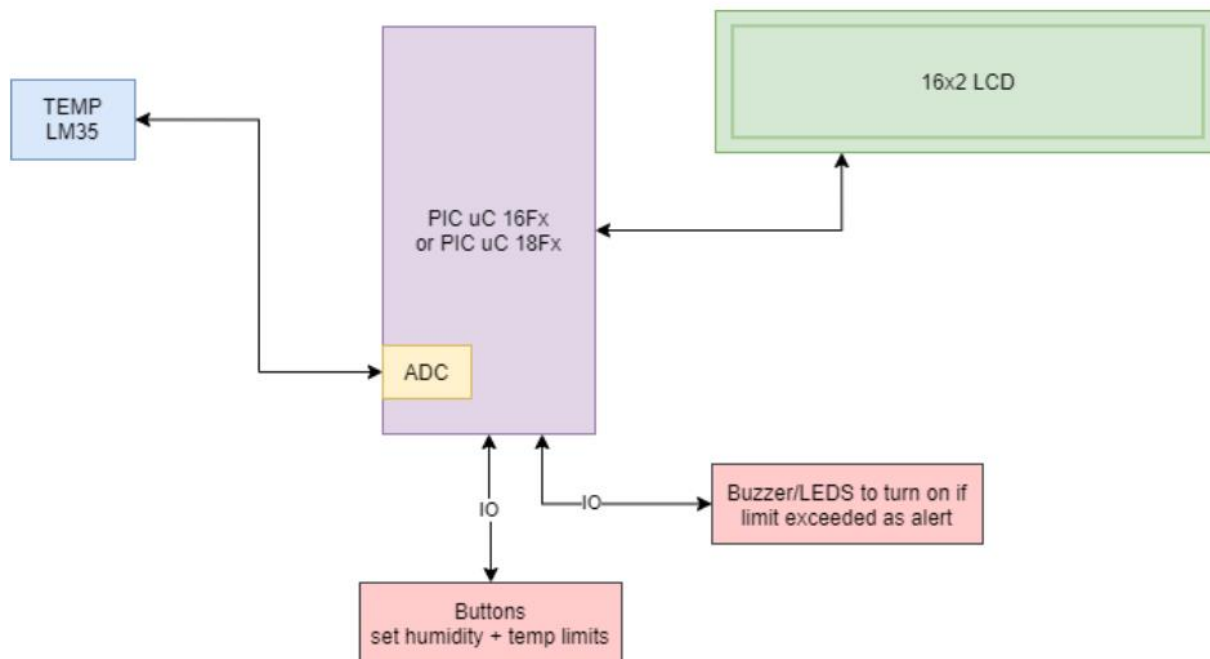 TEMP
LM35
16x2 LCD
PIC uC 16Fx
or PIC uC 18Fx
ADC
IO
IO
Buzzer/LEDS to turn on if
limit exceeded as alert
Buttons
set humidity + temp limits